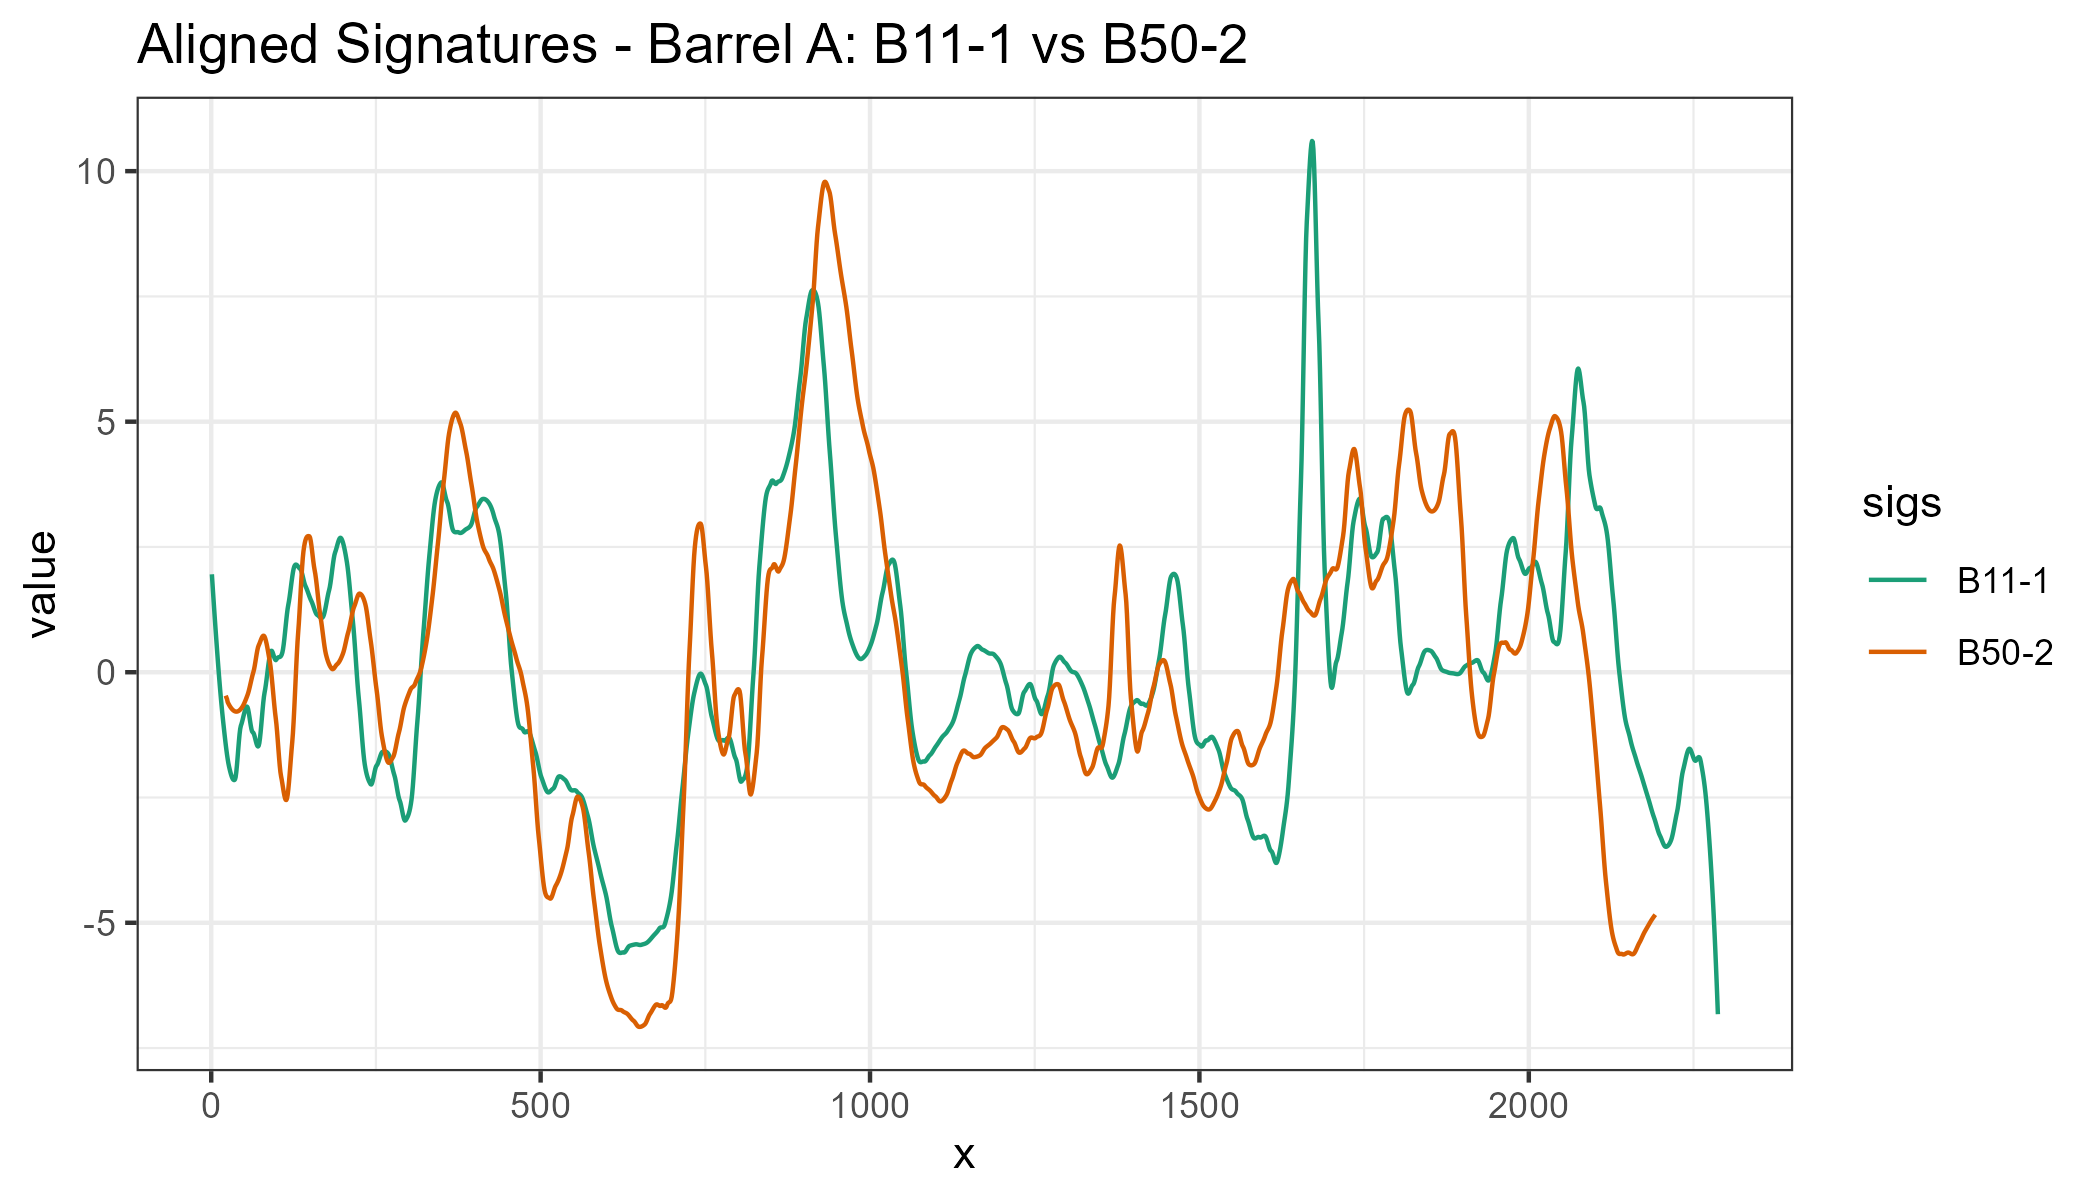 Aligned Signatures - Barrel A: B11-1 vs B50-2
10
5
0
-5
value
0 500 1000 1500 2000
x
sigs
B11-1
B50-2